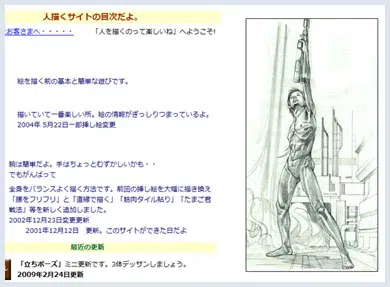 人描くサイトの目次だよ。
お客さまへ・・・・・ 「人を描くのって楽しいね」へようこそ!
絵を描く前の基本と簡単な遊びです。
描いていて一番楽しい所。絵の情報がぎっしりつまっているよ。
2004年 5月22日一部挿し絵変更
腕は簡単だよ。手はちょっとむずかしいかも・・
でもがんばって
全身をバランスよく描く方法です。前回の挿し絵を大幅に描き換え
「腰をフリフリ」と「直線で描く」「筋肉タイル貼り」「たまご君
戦法」等を新しく追加しました。
2002年12月23日変更更新
2001年12月12日 更新。このサイトができた日だよ
最近の更新
「立ちポーズ」ミニ更新です。3体デッサンしましょう。
2009年2月24日更新